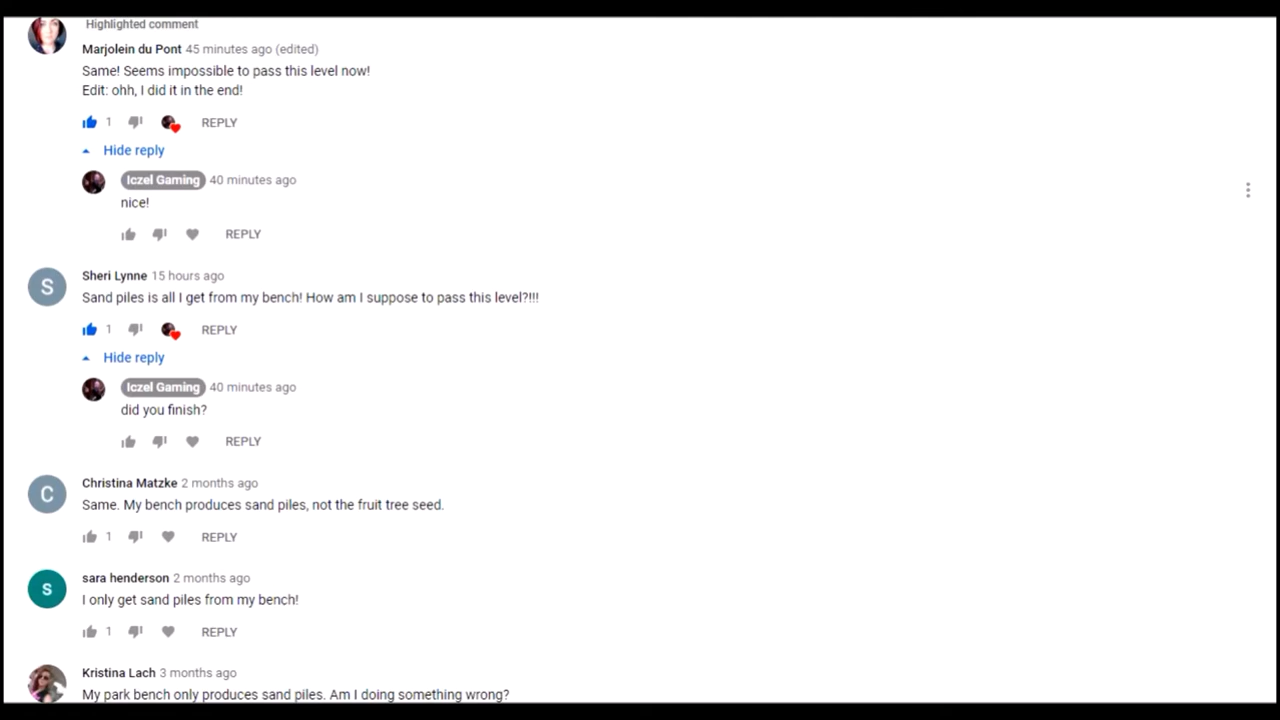 Highlighted comment
Marjolein du Pont 45 minutes ago (edited)
Same! Seems impossible to pass this level now!
Edit: ohh, I did it in the end!
1 REPLY
Hide reply
Iczel Gaming 40 minutes ago
nice!
REPLY
S
Sheri Lynne 15 hours ago
Sand piles is all I get from my bench! How am I suppose to pass this level?!!!
1 REPLY
Hide reply
Iczel Gaming 40 minutes ago
did you finish?
REPLY
C
Christina Matzke 2 months ago
Same. My bench produces sand piles, not the fruit tree seed.
1 REPLY
s
sara henderson 2 months ago
I only get sand piles from my bench!
1 REPLY
Kristina Lach 3 months ago
My park bench only produces sand piles. Am I doing something wrong?